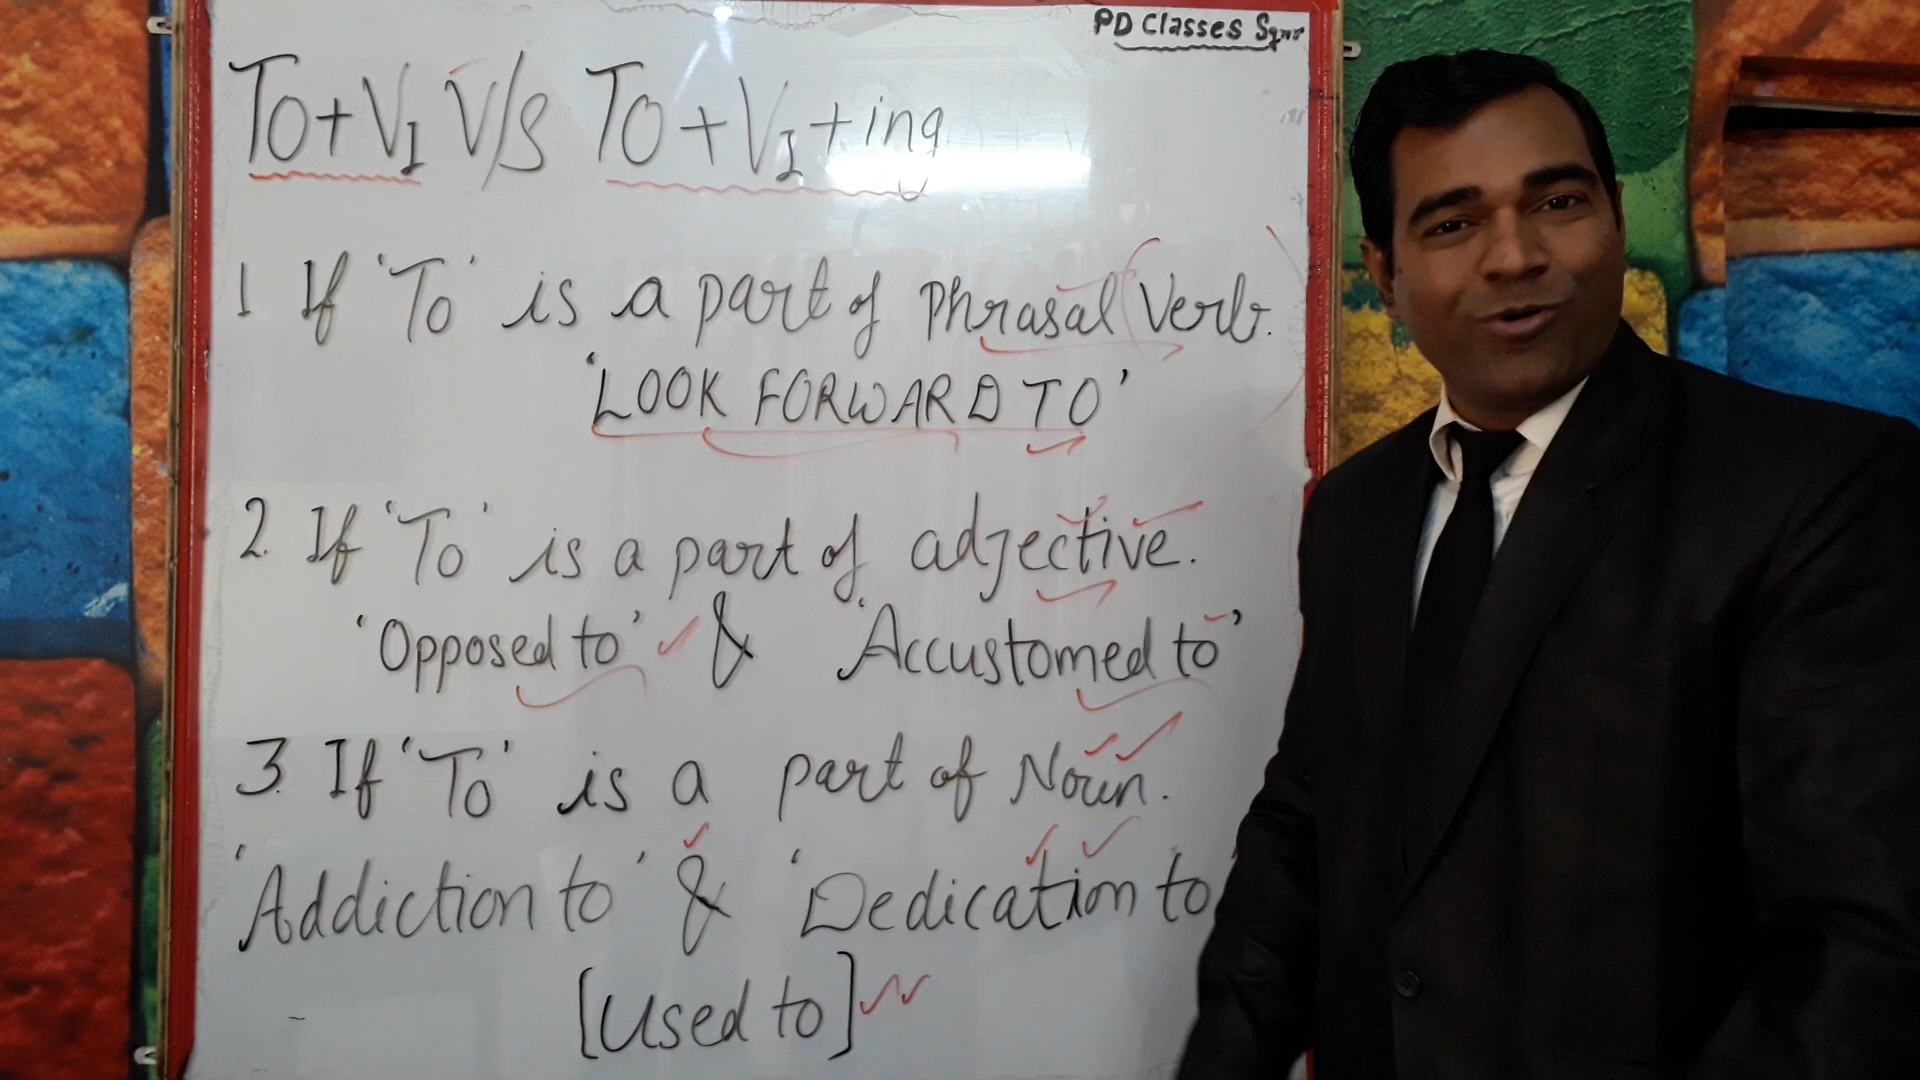 PD Classes Sgnr
To+V1 V/S To+V1+ing
1 If 'To' is a part of Phrasal Verb.
'LOOK FORWARD TO'
2. If 'To' is a part of adjective.
'Opposed to' & 'Accustomed to'
3. If 'To' is a part of Noun.
'Addiction to' & 'Dedication to'
[Used to]